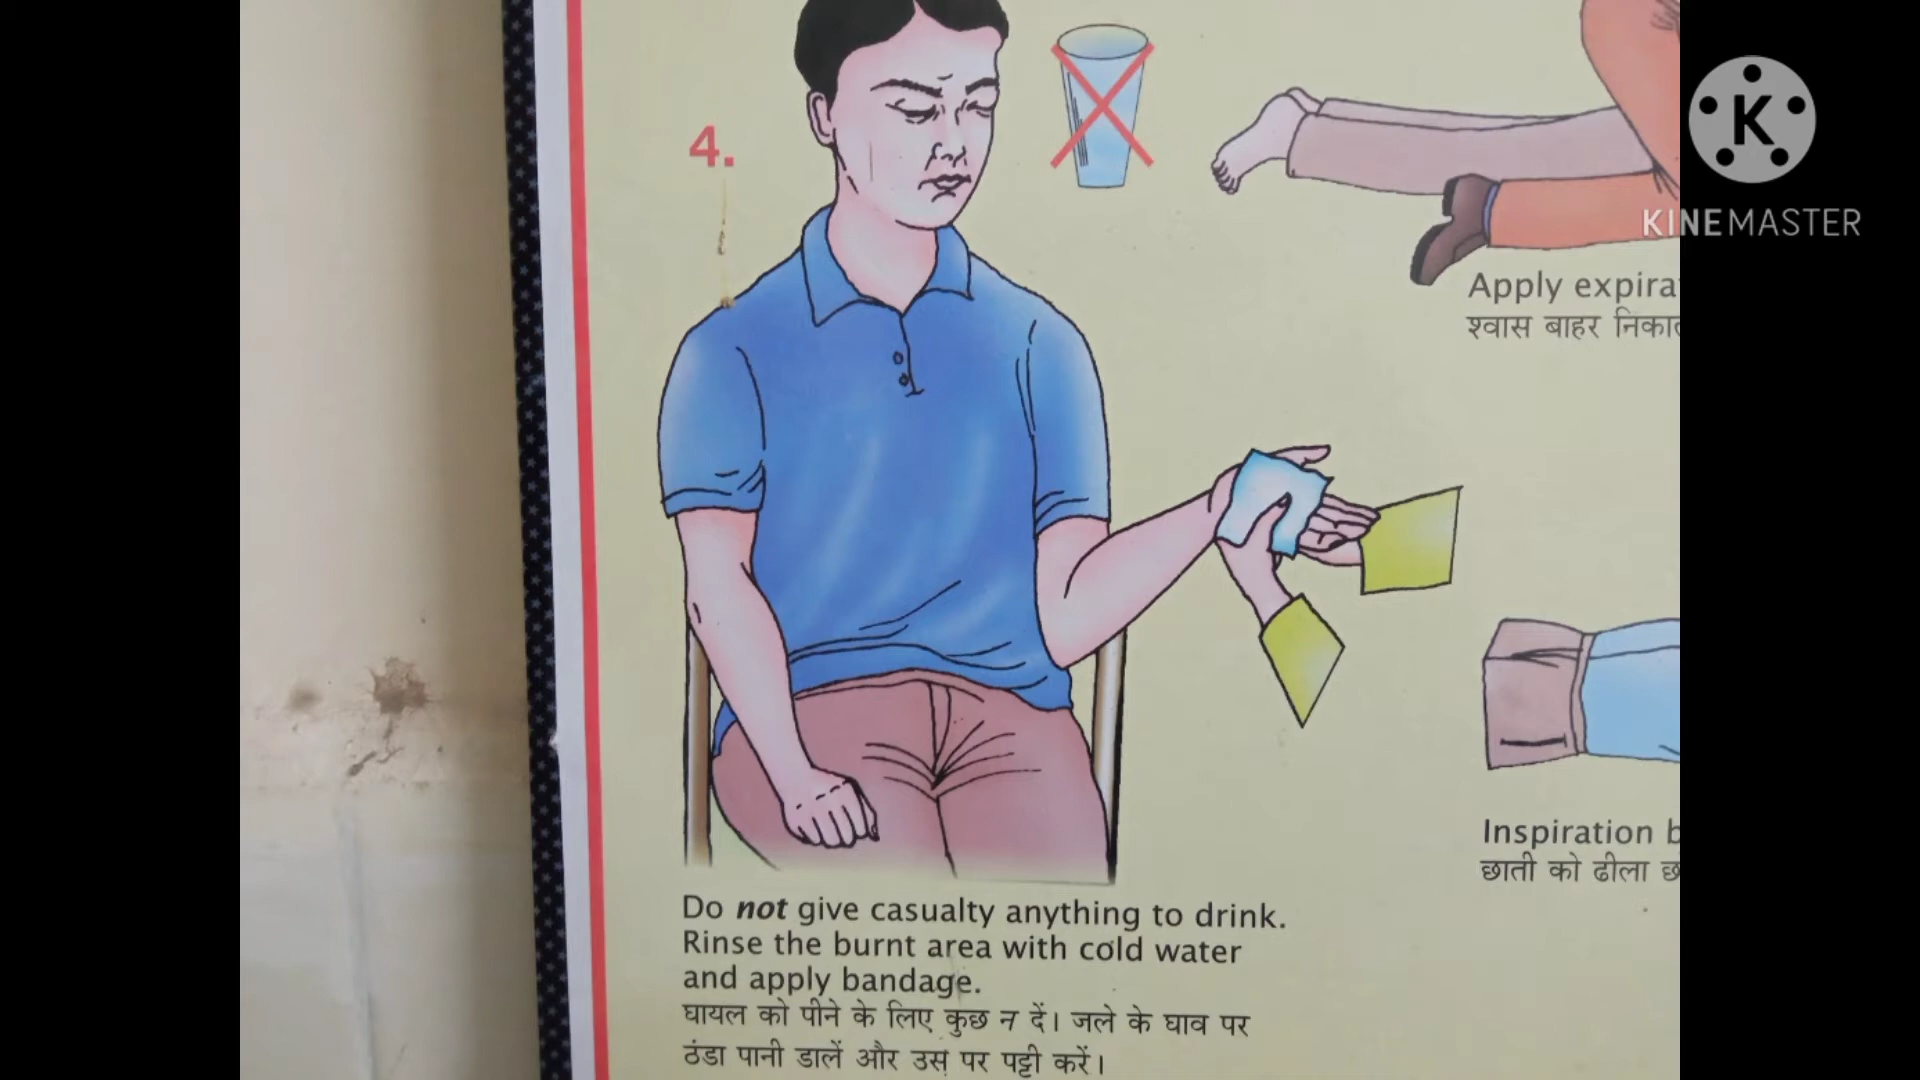 4.
KINEMASTER
Apply expira
श्वास बाहर
Inspiration b
छाती को ढीला
Do not give casualty anything to drink.
Rinse the burnt area with cold water
and apply bandage.
घायल को पीने के लिए कुछ न दें। जले के घाव पर
ठंडा पानी डालें और उस पर पट्टी करें।